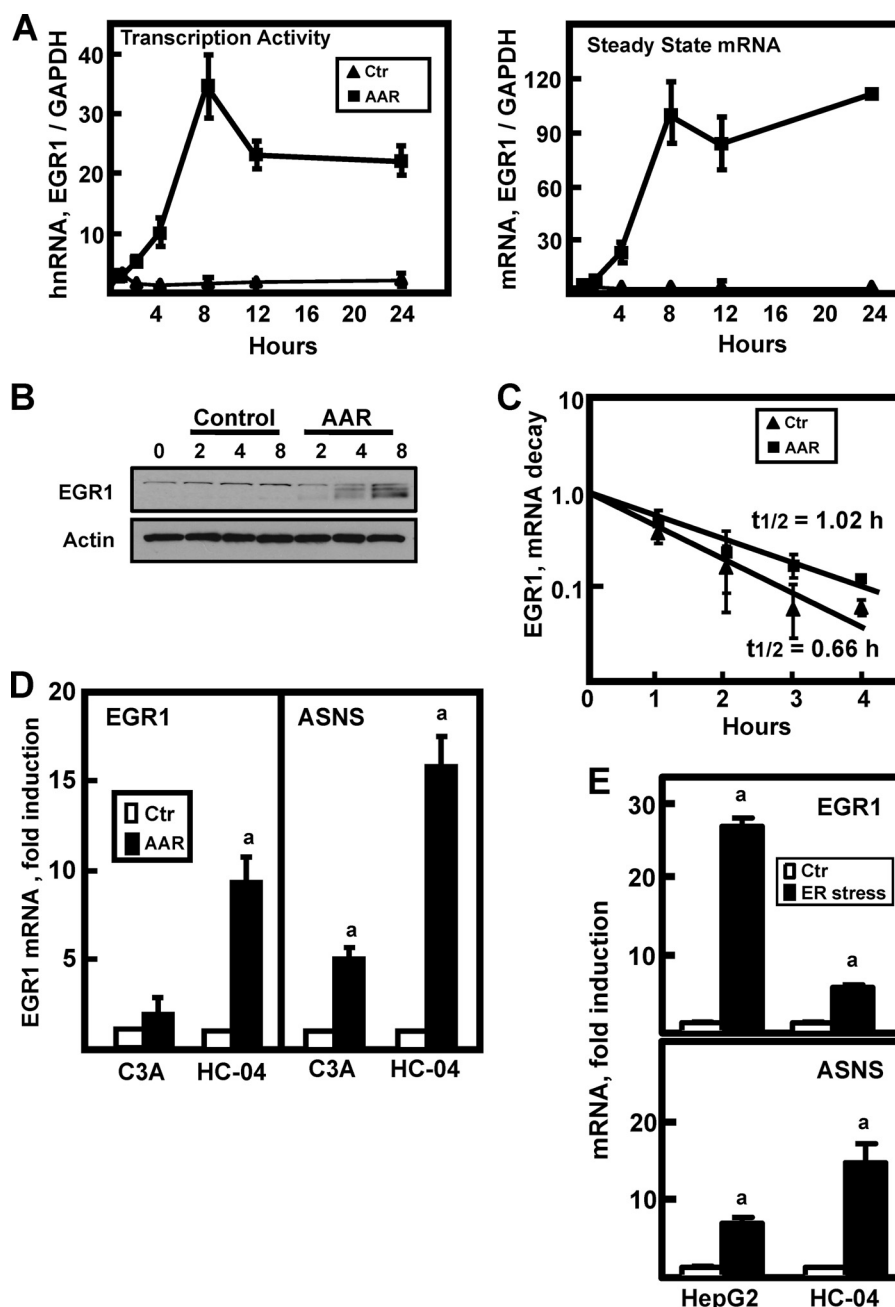 A
Transcription Activity
hnRNA, EGR1 / GAPDH
40
30
20
10
Ctr
AAR
4 8 12 16 20 24
Hours
Steady State mRNA
mRNA, EGR1 / GAPDH
120
90
60
30
4 8 12 16 20 24
Hours
B
Control AAR
0 2 4 8 2 4 8
EGR1
Actin
C
EGR1, mRNA decay
10
1.0
0.1
Ctr
AAR
t1/2 = 1.02 h
t1/2 = 0.66 h
0 1 2 3 4
Hours
D
EGR1 mRNA , fold induction
20
15
10
5
EGR1
ASNS
Ctr
AAR
a
a
a
C3A HC-04 C3A HC-04
E
mRNA, fold induction
30
20
10
EGR1
Ctr
ER stress
a
a
20
10
ASNS
a
a
HepG2 HC-04